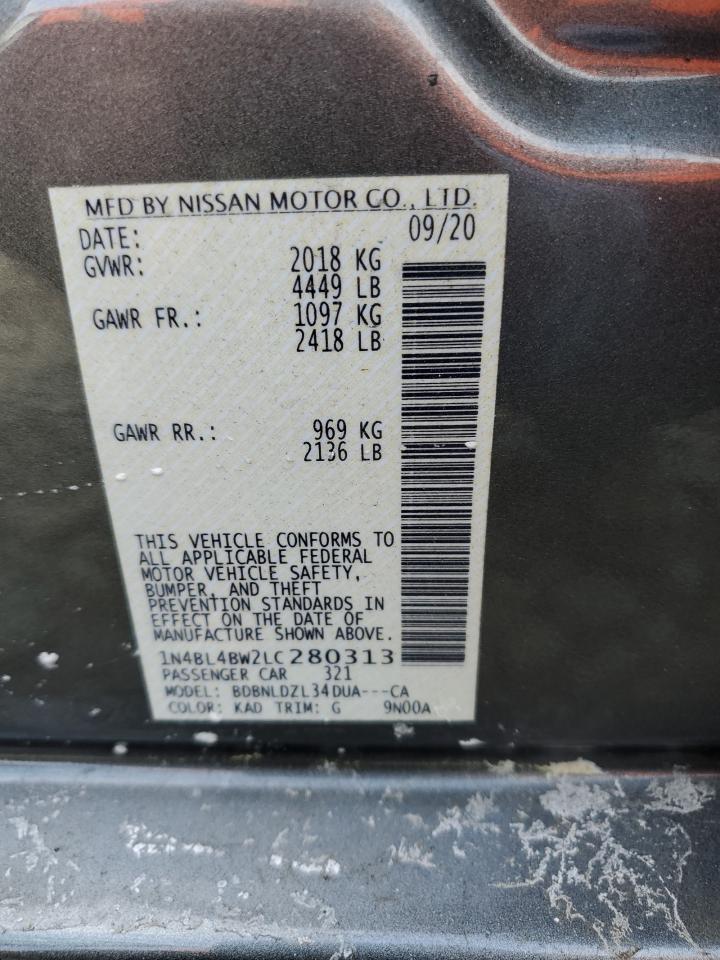 MFD BY NISSAN MOTOR CO., LTD.
DATE: 09/20
GVWR: 2018 KG
4449 LB
GAWR FR.: 1097 KG
2418 LB
GAWR RR.: 969 KG
2136 LB
THIS VEHICLE CONFORMS TO
ALL APPLICABLE FEDERAL
MOTOR VEHICLE SAFETY,
BUMPER, AND THEFT
PREVENTION STANDARDS IN
EFFECT ON THE DATE OF
MANUFACTURE SHOWN ABOVE.
1N4BL4BW2LC280313
PASSENGER CAR 321
MODEL: BDBNLDZL34DUA---CA
COLOR: KAD TRIM: G 9N00A